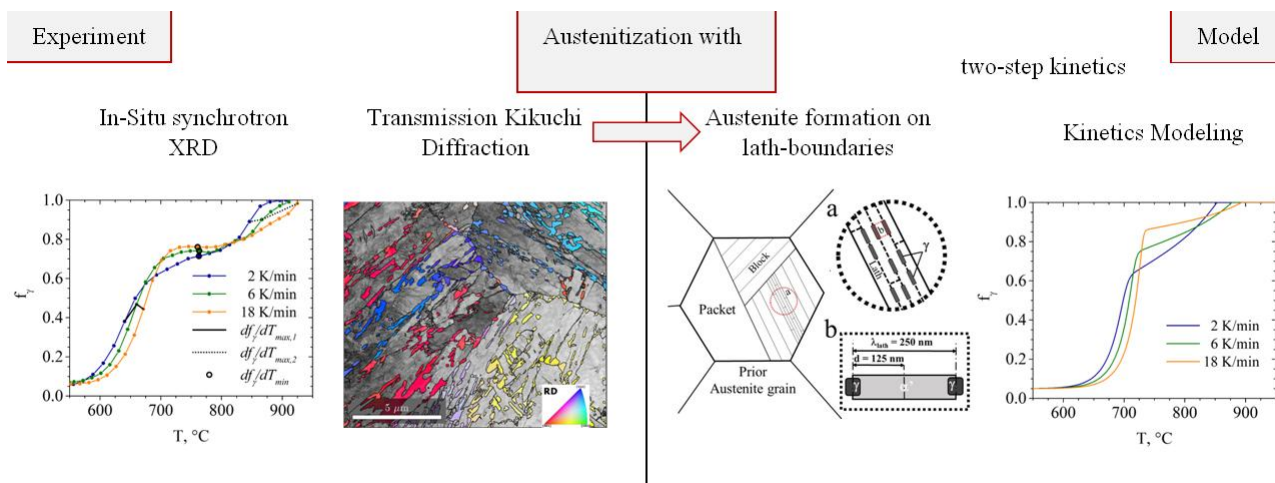 Experiment
Austenitization with
Model
two-step kinetics
In-Situ synchrotron
XRD
Transmission Kikuchi
Diffraction
Austenite formation on
lath-boundaries
Kinetics Modeling
1.0
0.8
0.6
0.4
0.2
0.0
fγ
2 K/min
6 K/min
18 K/min
dfγ/dTmax,1
dfγ/dTmax,2
dfγ/dTmin
600
700
800
900
T, °C
5 μm
RD
a
b
γ
lath
Block
a
Packet
Prior
Austenite grain
b
λlath = 250 nm
d = 125 nm
γ
α'
γ
1.0
0.8
0.6
0.4
0.2
0.0
fγ
2 K/min
6 K/min
18 K/min
600
700
800
900
T, °C